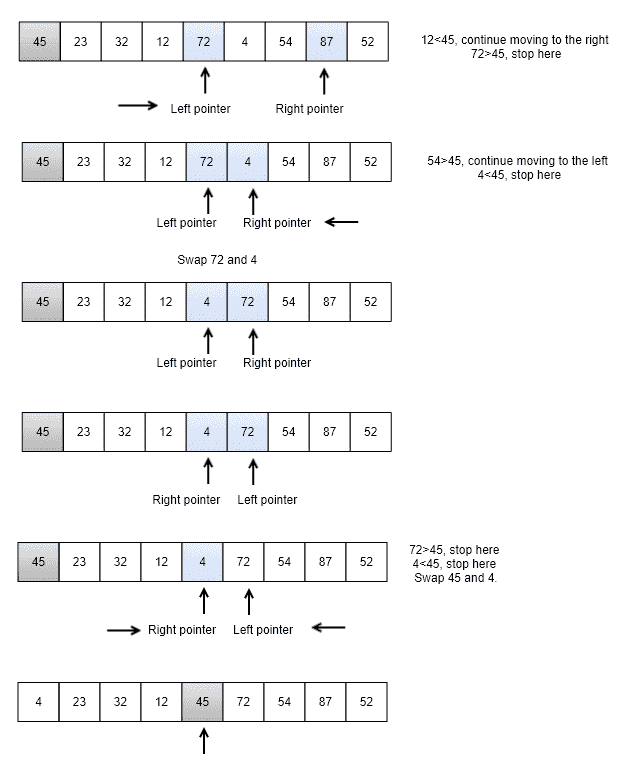 45 23 32 12 72 4 54 87 52
12<45, continue moving to the right
72>45, stop here
Left pointer Right pointer
45 23 32 12 72 4 54 87 52
54>45, continue moving to the left
4<45, stop here
Left pointer Right pointer
Swap 72 and 4
45 23 32 12 4 72 54 87 52
Left pointer Right pointer
45 23 32 12 4 72 54 87 52
Right pointer Left pointer
45 23 32 12 4 72 54 87 52
72>45, stop here
4<45, stop here
Swap 45 and 4.
Right pointer Left pointer
4 23 32 12 45 72 54 87 52